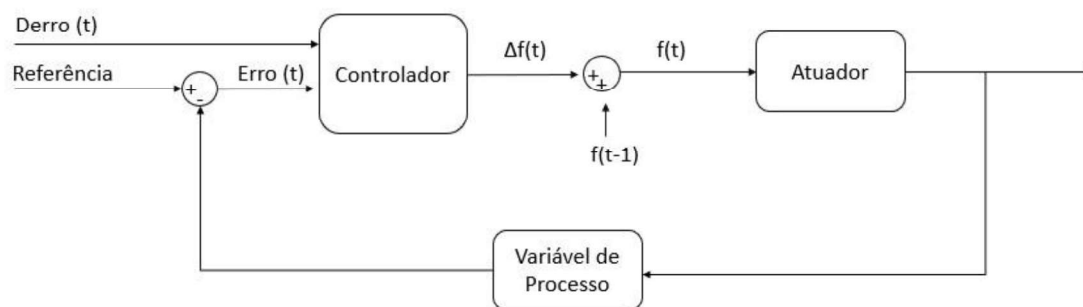 Derro (t)
Referência
+
-
Erro (t)
Controlador
Δf(t)
+
+
f(t-1)
f(t)
Atuador
Variável de
Processo